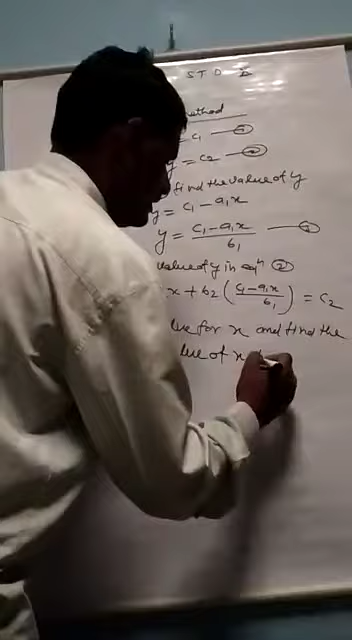 STD X
ethod
= c₁ —①
y = c₂ —②
find the value of y
y = c₁ - a₁x
y = (c₁ - a₁x)/b₁ —③
value of y in eqⁿ ②
x + b₂ ((c₁ - a₁x)/b₁) = c₂
lve for x and find the
lue of x